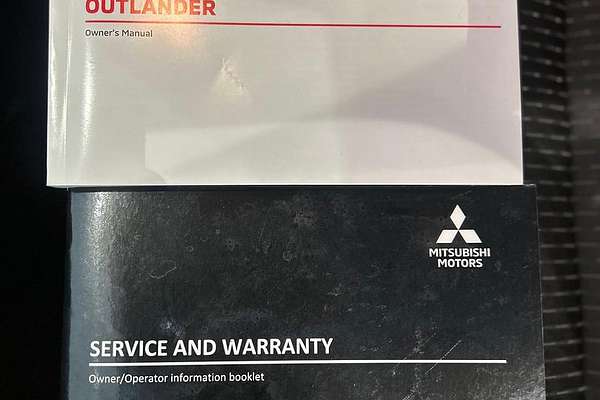 OUTLANDER
Owner's Manual
MITSUBISHI
MOTORS
SERVICE AND WARRANTY
Owner/Operator information booklet